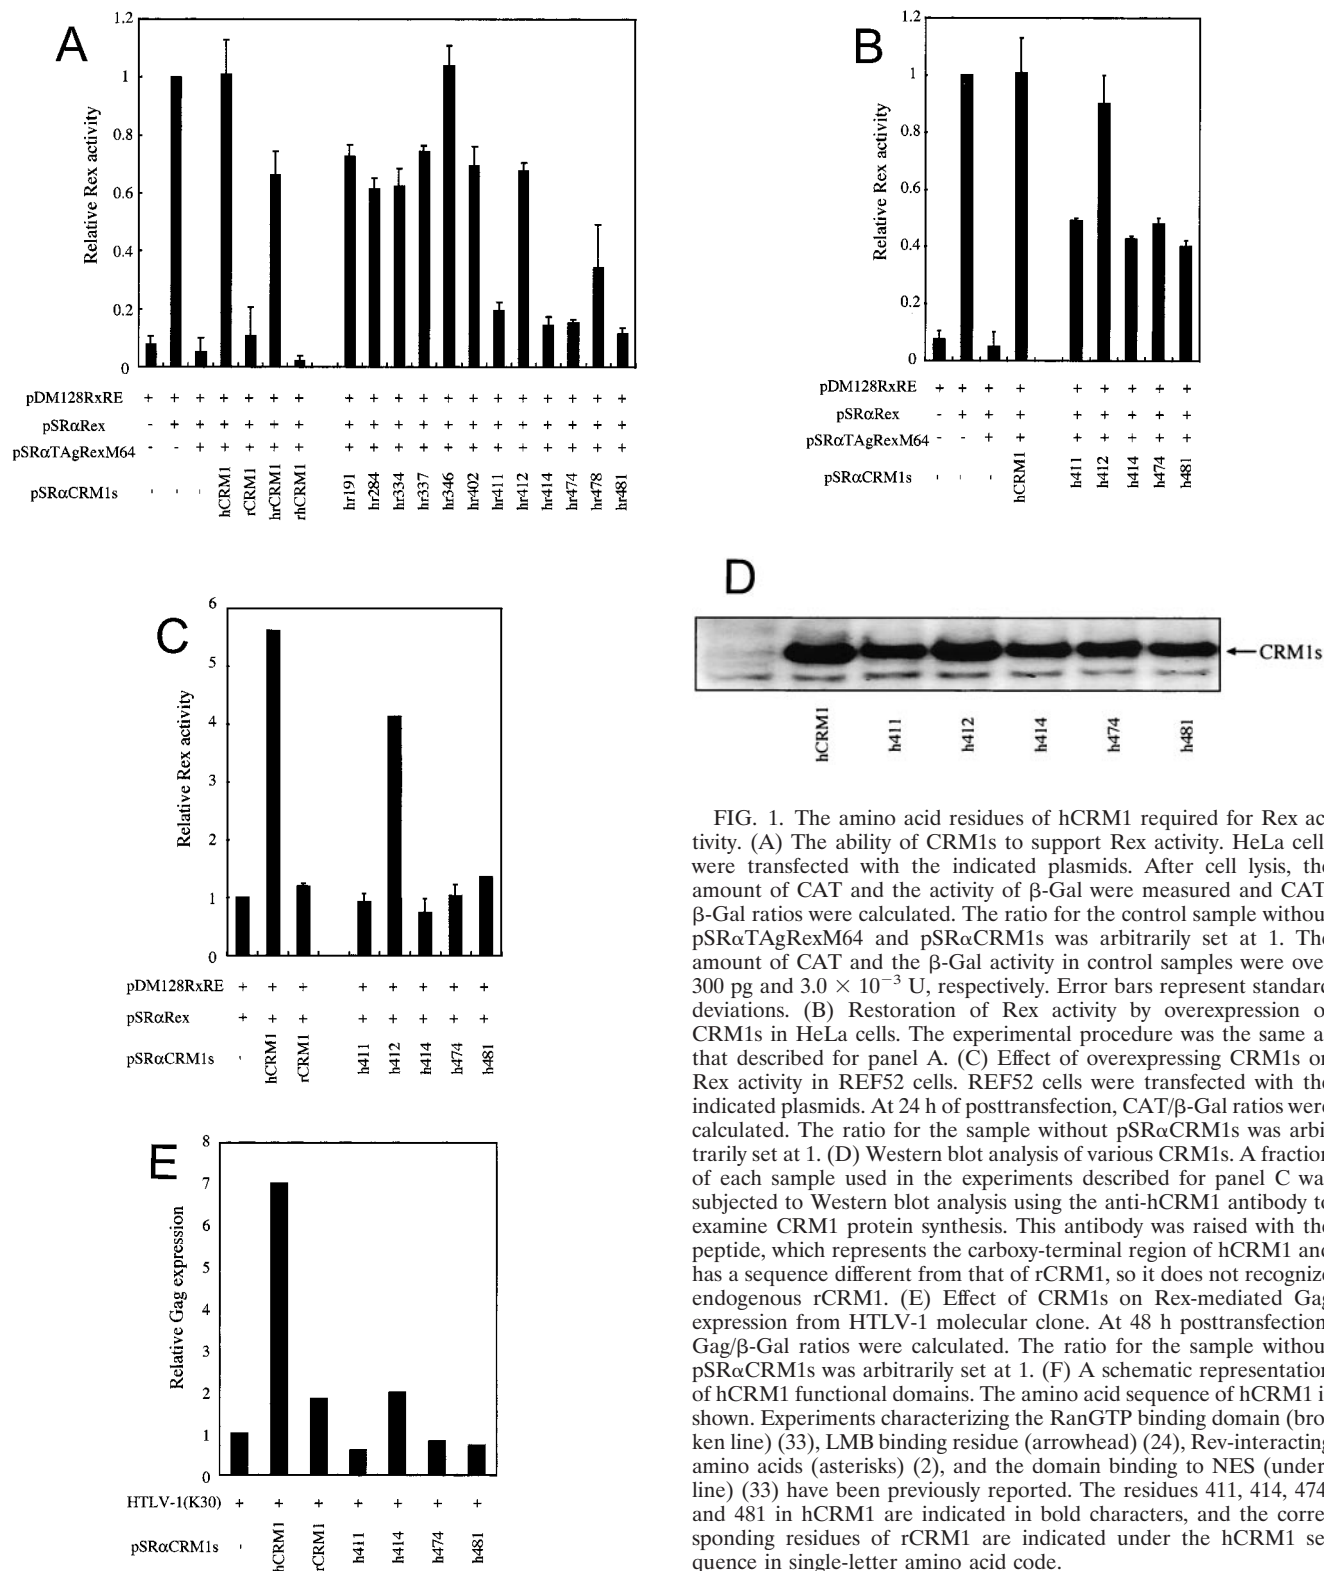 A
1.2
1
0.8
0.6
0.4
0.2
0
Relative Rex activity
pDM128RxRE + + + + + + + + + + + + + + + + + + +
pSRαRex - + + + + + + + + + + + + + + + + + +
pSRαTAgRexM64 - - + + + + + + + + + + + + + + + + +
pSRαCRM1s - - - hCRM1 rCRM1 hrCRM1 rhCRM1 hr191 hr284 hr334 hr337 hr346 hr402 hr411 hr412 hr414 hr474 hr478 hr481
B
1.2
1
0.8
0.6
0.4
0.2
0
Relative Rex activity
pDM128RxRE + + + + + + + + +
pSRαRex - + + + + + + + +
pSRαTAgRexM64 - - + + + + + + +
pSRαCRM1s - - - hCRM1 h411 h412 h414 h474 h481
C
6
5
4
3
2
1
0
Relative Rex activity
pDM128RxRE + + + + + + + +
pSRαRex + + + + + + + +
pSRαCRM1s - hCRM1 rCRM1 h411 h412 h414 h474 h481
D
CRM1s
hCRM1 h411 h412 h414 h474 h481
E
8
7
6
5
4
3
2
1
0
Relative Gag expression
HTLV-1(K30) + + + + + + +
pSRαCRM1s - hCRM1 rCRM1 h411 h414 h474 h481
FIG. 1. The amino acid residues of hCRM1 required for Rex ac
tivity. (A) The ability of CRM1s to support Rex activity. HeLa cell
were transfected with the indicated plasmids. After cell lysis, the
amount of CAT and the activity of β-Gal were measured and CAT
β-Gal ratios were calculated. The ratio for the control sample withou
pSRαTAgRexM64 and pSRαCRM1s was arbitrarily set at 1. The
amount of CAT and the β-Gal activity in control samples were ove
300 pg and 3.0 × 10⁻³ U, respectively. Error bars represent standard
deviations. (B) Restoration of Rex activity by overexpression o
CRM1s in HeLa cells. The experimental procedure was the same a
that described for panel A. (C) Effect of overexpressing CRM1s on
Rex activity in REF52 cells. REF52 cells were transfected with the
indicated plasmids. At 24 h of posttransfection, CAT/β-Gal ratios were
calculated. The ratio for the sample without pSRαCRM1s was arbi
trarily set at 1. (D) Western blot analysis of various CRM1s. A fraction
of each sample used in the experiments described for panel C wa
subjected to Western blot analysis using the anti-hCRM1 antibody to
examine CRM1 protein synthesis. This antibody was raised with the
peptide, which represents the carboxy-terminal region of hCRM1 and
has a sequence different from that of rCRM1, so it does not recognize
endogenous rCRM1. (E) Effect of CRM1s on Rex-mediated Gag
expression from HTLV-1 molecular clone. At 48 h posttransfection
Gag/β-Gal ratios were calculated. The ratio for the sample withou
pSRαCRM1s was arbitrarily set at 1. (F) A schematic representation
of hCRM1 functional domains. The amino acid sequence of hCRM1 i
shown. Experiments characterizing the RanGTP binding domain (bro
ken line) (33), LMB binding residue (arrowhead) (24), Rev-interacting
amino acids (asterisks) (2), and the domain binding to NES (under
line) (33) have been previously reported. The residues 411, 414, 474
and 481 in hCRM1 are indicated in bold characters, and the corre
sponding residues of rCRM1 are indicated under the hCRM1 se
quence in single-letter amino acid code.